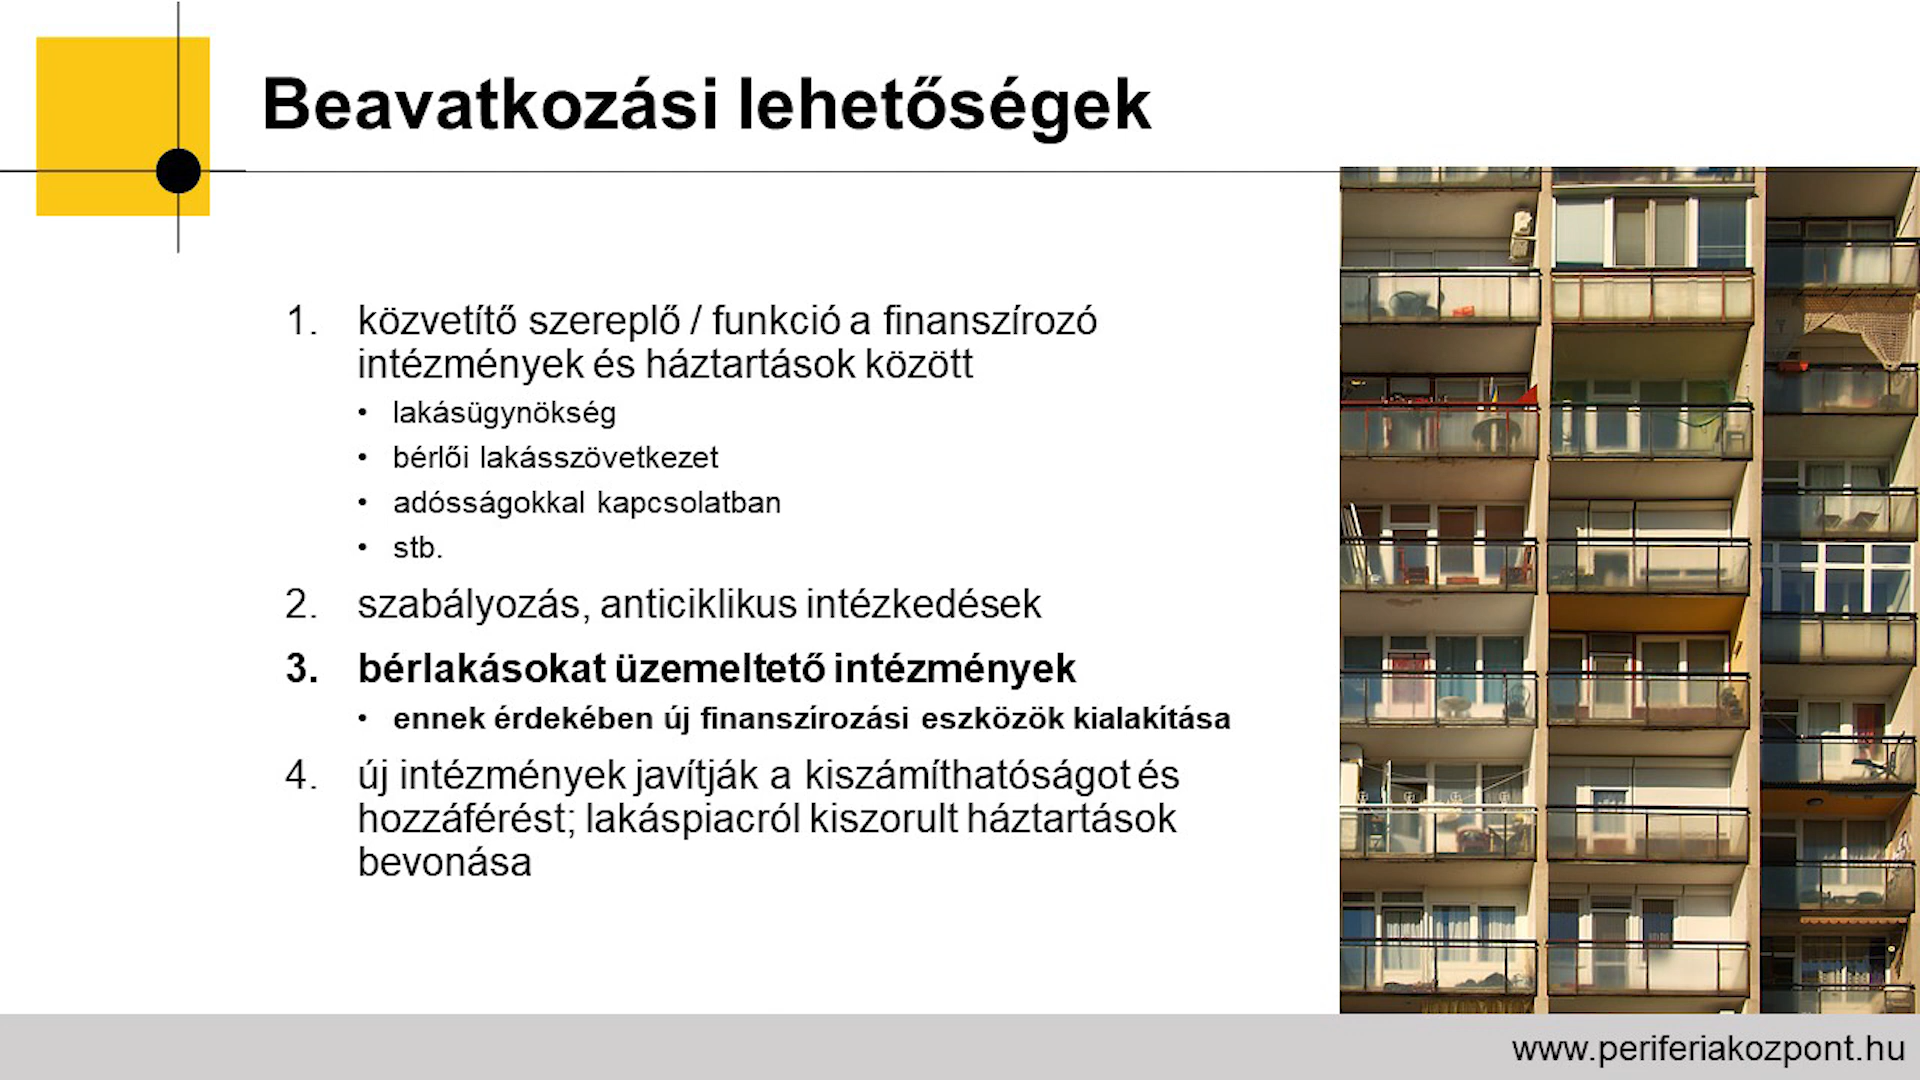 Beavatkozási lehetőségek
1. közvetítő szereplő / funkció a finanszírozó
intézmények és háztartások között
• lakásügynökség
• bérlői lakásszövetkezet
• adósságokkal kapcsolatban
• stb.
2. szabályozás, anticiklikus intézkedések
3. bérlakásokat üzemeltető intézmények
• ennek érdekében új finanszírozási eszközök kialakítása
4. új intézmények javítják a kiszámíthatóságot és
hozzáférést; lakáspiacról kiszorult háztartások
bevonása
www.periferiakozpont.hu